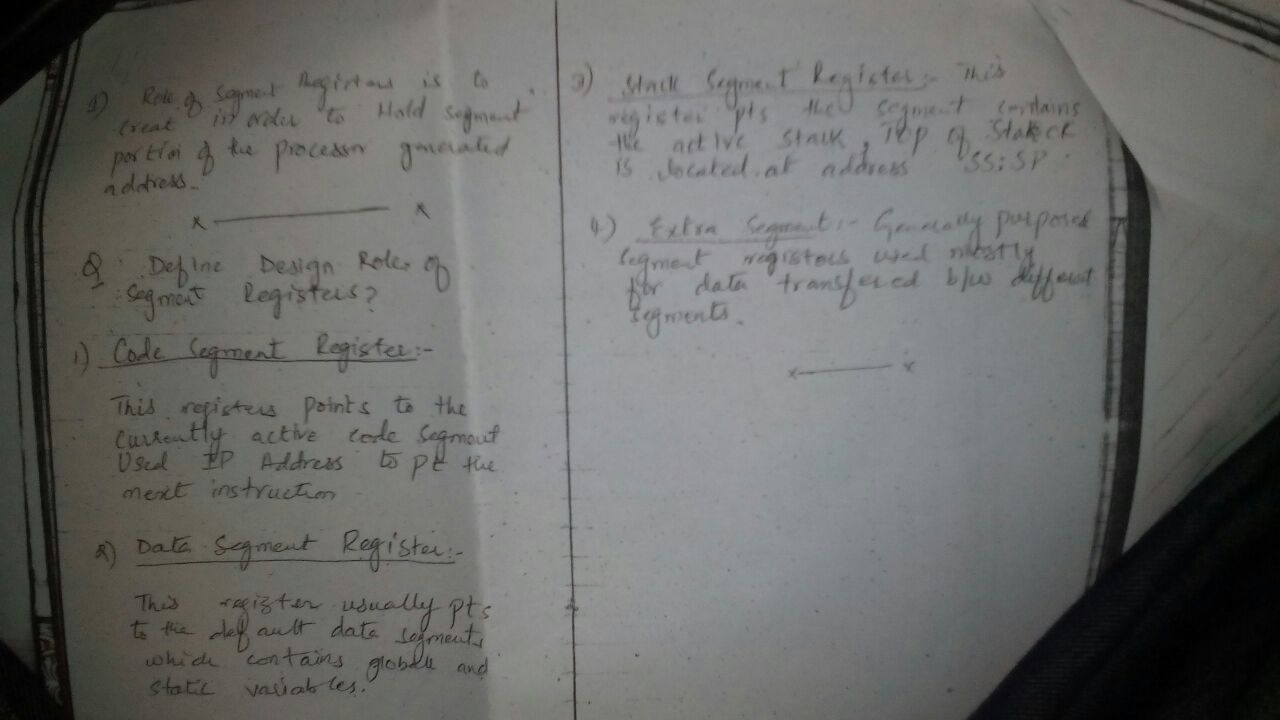 1) Role of Segment Registers is to
creat in order to Hold segment
portion of the processor generated
address.
x ——— x
Q Define Design Roles of
Segment Registers?
1) Code Segment Register:-
This registers points to the
currently active code segment
Used IP Address to pt the
next instruction
2) Data Segment Register:-
This register usually pts
to the default data segments,
which contains globall and
static variables.
3) Stack Segment Register:- This
register pts the segment contains
the active stack, Top of Stack
is located at address SS:SP.
4.) Extra Segment:- Generally purposed
segment registers used mostly
for data transfered b/w different
segments.
x ——— x